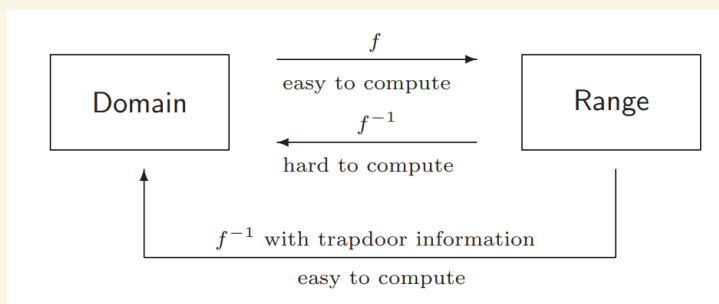 f
Domain
easy to compute
Range
f⁻¹
hard to compute
f⁻¹ with trapdoor information
easy to compute